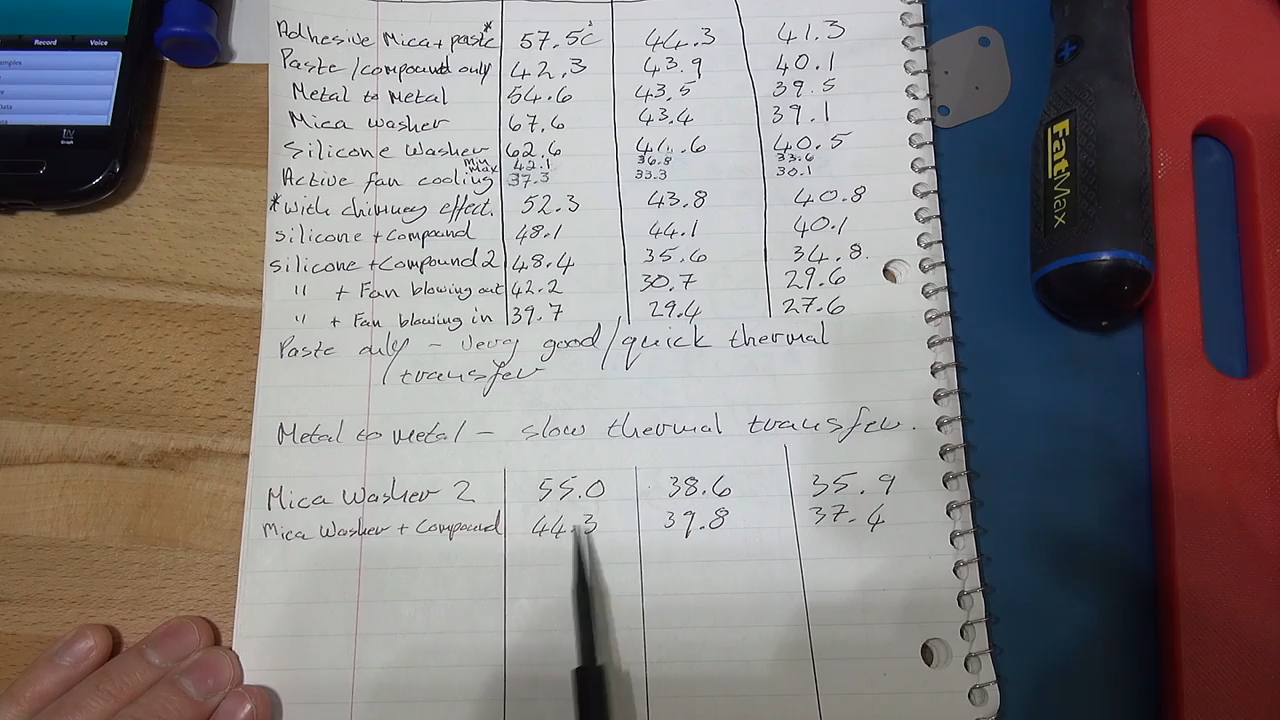 Record Voice
amples
Data
Graph
Adhesive Mica + paste* 57.5c 44.3 41.3
Paste/compound only 42.3 43.9 40.1
Metal to Metal 54.6 43.5 39.5
Mica washer 67.6 43.4 39.1
Silicone Washer 62.6 44.6 40.5
Min 42.1 36.8 33.6
Active fan cooling Max 37.3 33.3 30.1
*with chimney effect. 52.3 43.8 40.8
silicone + compound 48.1 44.1 40.1
silicone + Compound 2 48.4 35.6 34.8.
" + Fan blowing out 42.2 30.7 29.6
" + Fan blowing in 39.7 29.4 27.6
Paste only - Very good/quick thermal
transfer
Metal to metal - slow thermal transfer.
Mica Washer 2 55.0 38.6 35.9
Mica Washer + Compound 44.3 39.8 37.4
FatMax